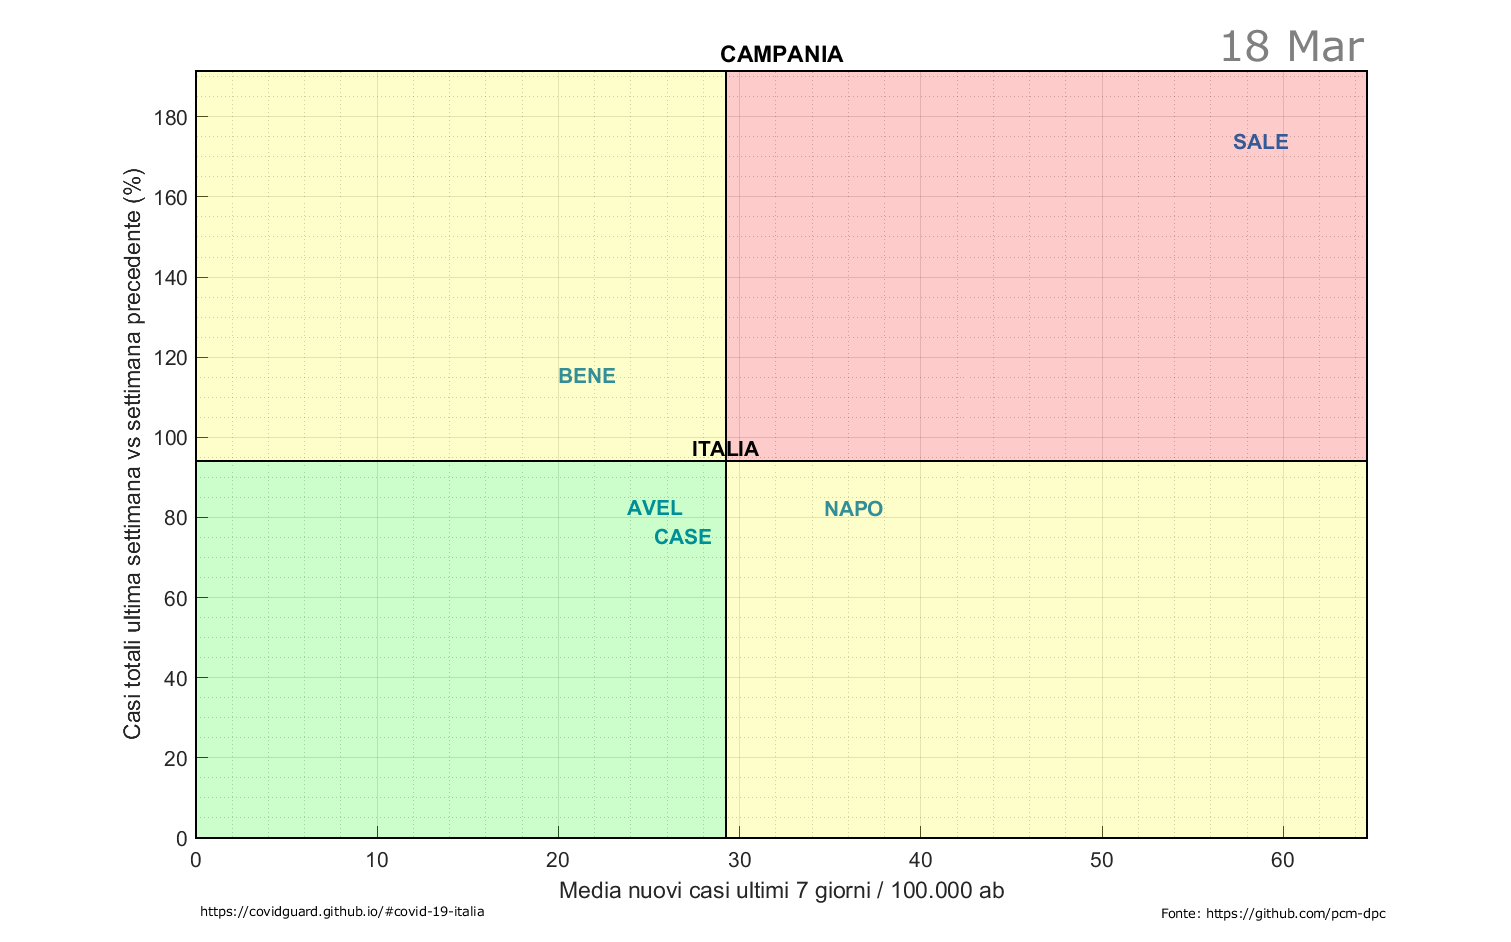 18 Mar
CAMPANIA
Casi totali ultima settimana vs settimana precedente (%)
180
160
140
120
100
80
60
40
20
0
SALE
BENE
ITALIA
AVEL
NAPO
CASE
0 10 20 30 40 50 60
Media nuovi casi ultimi 7 giorni / 100.000 ab
https://covidguard.github.io/#covid-19-italia
Fonte: https://github.com/pcm-dpc